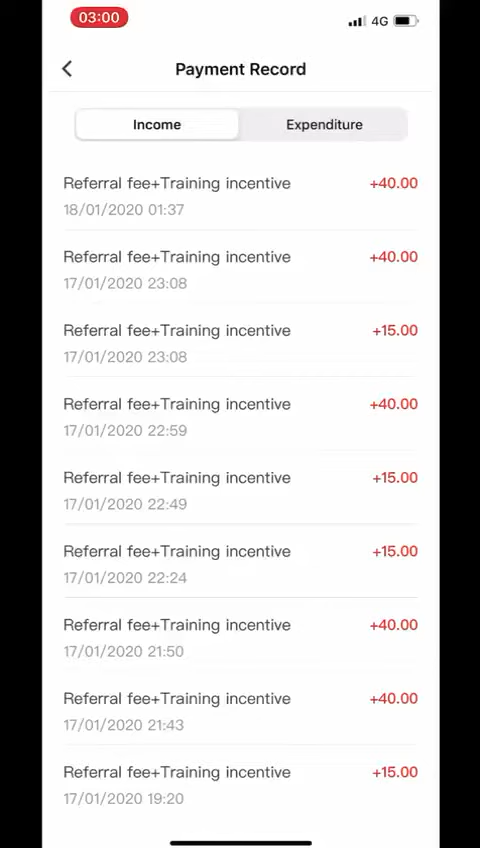 03:00
4G
Payment Record
Income
Expenditure
Referral fee+Training incentive
+40.00
18/01/2020 01:37
Referral fee+Training incentive
+40.00
17/01/2020 23:08
Referral fee+Training incentive
+15.00
17/01/2020 23:08
Referral fee+Training incentive
+40.00
17/01/2020 22:59
Referral fee+Training incentive
+15.00
17/01/2020 22:49
Referral fee+Training incentive
+15.00
17/01/2020 22:24
Referral fee+Training incentive
+40.00
17/01/2020 21:50
Referral fee+Training incentive
+40.00
17/01/2020 21:43
Referral fee+Training incentive
+15.00
17/01/2020 19:20